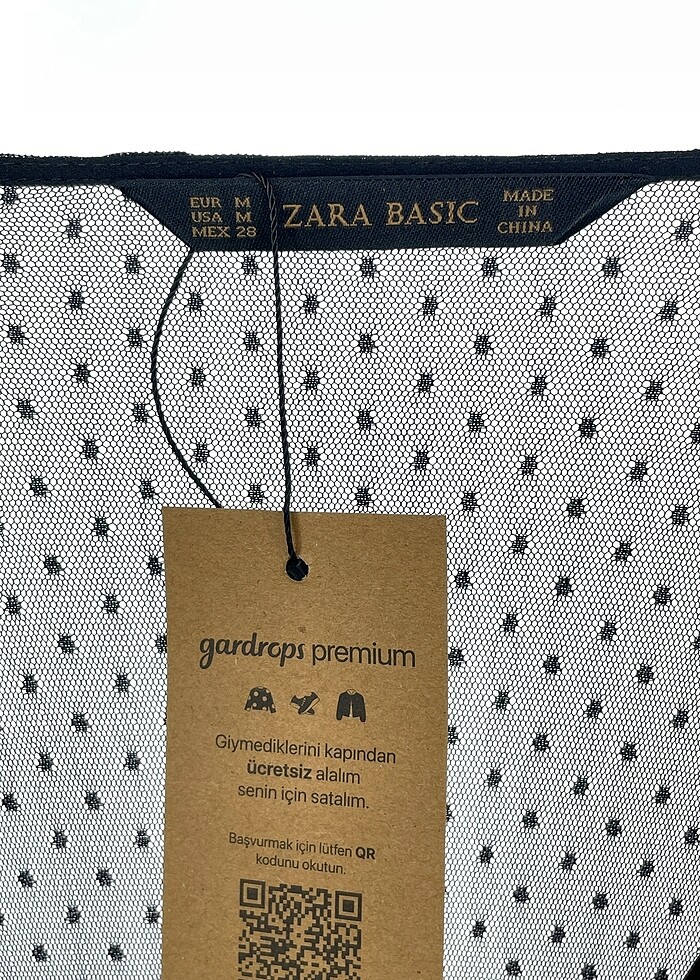 EUR M
USA M
MEX 28
ZARA BASIC
MADE
IN
CHINA
gardrops premium
Giymediklerini kapından
ücretsiz alalım
senin için satalım.
Başvurmak için lütfen QR
kodunu okutun.